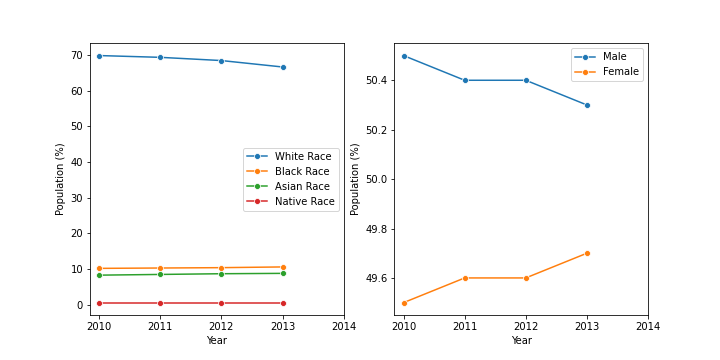 70
60
50
40
30
20
10
0
Population (%)
2010 2011 2012 2013 2014
Year
White Race
Black Race
Asian Race
Native Race
50.4
50.2
50.0
49.8
49.6
Population (%)
2010 2011 2012 2013 2014
Year
Male
Female